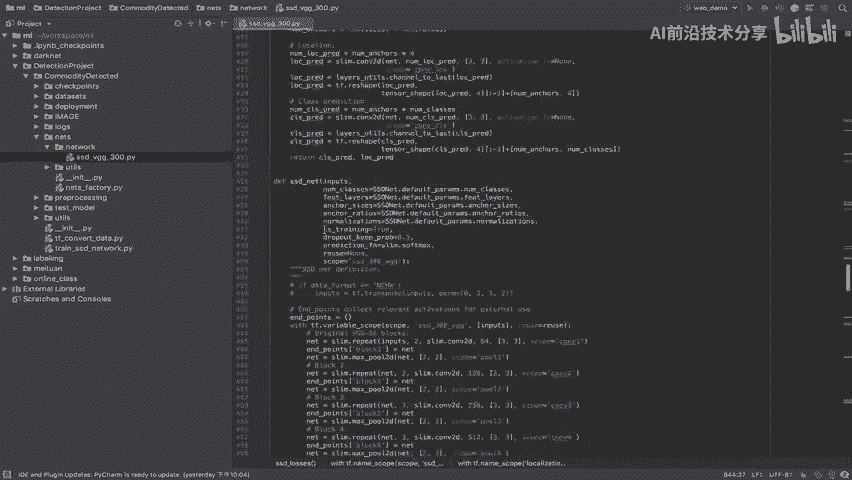 ml
DetectionProject
CommodityDetected
nets
network
ssd_vgg_300.py
web_demo
AI前沿技术分享 bilibili
Project
ssd_vgg_300.py
ml
.ipynb_checkpoints
darknet
DetectionProject
CommodityDetected
checkpoints
datasets
deployment
IMAGE
logs
nets
network
ssd_vgg_300.py
utils
__init__.py
nets_factory.py
preprocessing
test_model
utils
__init__.py
tf_convert_data.py
train_ssd_network.py
labelimg
meituan
online_class
External Libraries
Scratches and Consoles
# Location.
num_loc_pred = num_anchors * 4
loc_pred = slim.conv2d(net, num_loc_pred, [3, 3], activation_fn=None,
scope='conv_loc')
loc_pred = layers_utils.channel_to_last(loc_pred)
loc_pred = tf.reshape(loc_pred,
tensor_shape(loc_pred, 4)[:-1]+[num_anchors, 4])
# Class prediction.
num_cls_pred = num_anchors * num_classes
cls_pred = slim.conv2d(net, num_cls_pred, [3, 3], activation_fn=None,
scope='conv_cls')
cls_pred = layers_utils.channel_to_last(cls_pred)
cls_pred = tf.reshape(cls_pred,
tensor_shape(cls_pred, 4)[:-1]+[num_anchors, num_classes])
return cls_pred, loc_pred
def ssd_net(inputs,
num_classes=SSDNet.default_params.num_classes,
feat_layers=SSDNet.default_params.feat_layers,
anchor_sizes=SSDNet.default_params.anchor_sizes,
anchor_ratios=SSDNet.default_params.anchor_ratios,
normalizations=SSDNet.default_params.normalizations,
is_training=True,
dropout_keep_prob=0.5,
prediction_fn=slim.softmax,
reuse=None,
scope='ssd_300_vgg'):
"""SSD net definition.
"""
# if data_format == 'NCHW':
# inputs = tf.transpose(inputs, perm=(0, 3, 1, 2))
# End_points collect relevant activations for external use.
end_points = {}
with tf.variable_scope(scope, 'ssd_300_vgg', [inputs], reuse=reuse):
# Original VGG-16 blocks.
net = slim.repeat(inputs, 2, slim.conv2d, 64, [3, 3], scope='conv1')
end_points['block1'] = net
net = slim.max_pool2d(net, [2, 2], scope='pool1')
# Block 2.
net = slim.repeat(net, 2, slim.conv2d, 128, [3, 3], scope='conv2')
end_points['block2'] = net
net = slim.max_pool2d(net, [2, 2], scope='pool2')
# Block 3.
net = slim.repeat(net, 3, slim.conv2d, 256, [3, 3], scope='conv3')
end_points['block3'] = net
net = slim.max_pool2d(net, [2, 2], scope='pool3')
# Block 4.
net = slim.repeat(net, 3, slim.conv2d, 512, [3, 3], scope='conv4')
end_points['block4'] = net
net = slim.max_pool2d(net, [2, 2], scope='pool4')
ssd_losses()
with tf.name_scope(scope, 'ssd_...
with tf.name_scope('localizatio...
IDE and Plugin Updates: PyCharm is ready to update. (yesterday 下午10:04)
644:37 LF÷ UTF-8÷